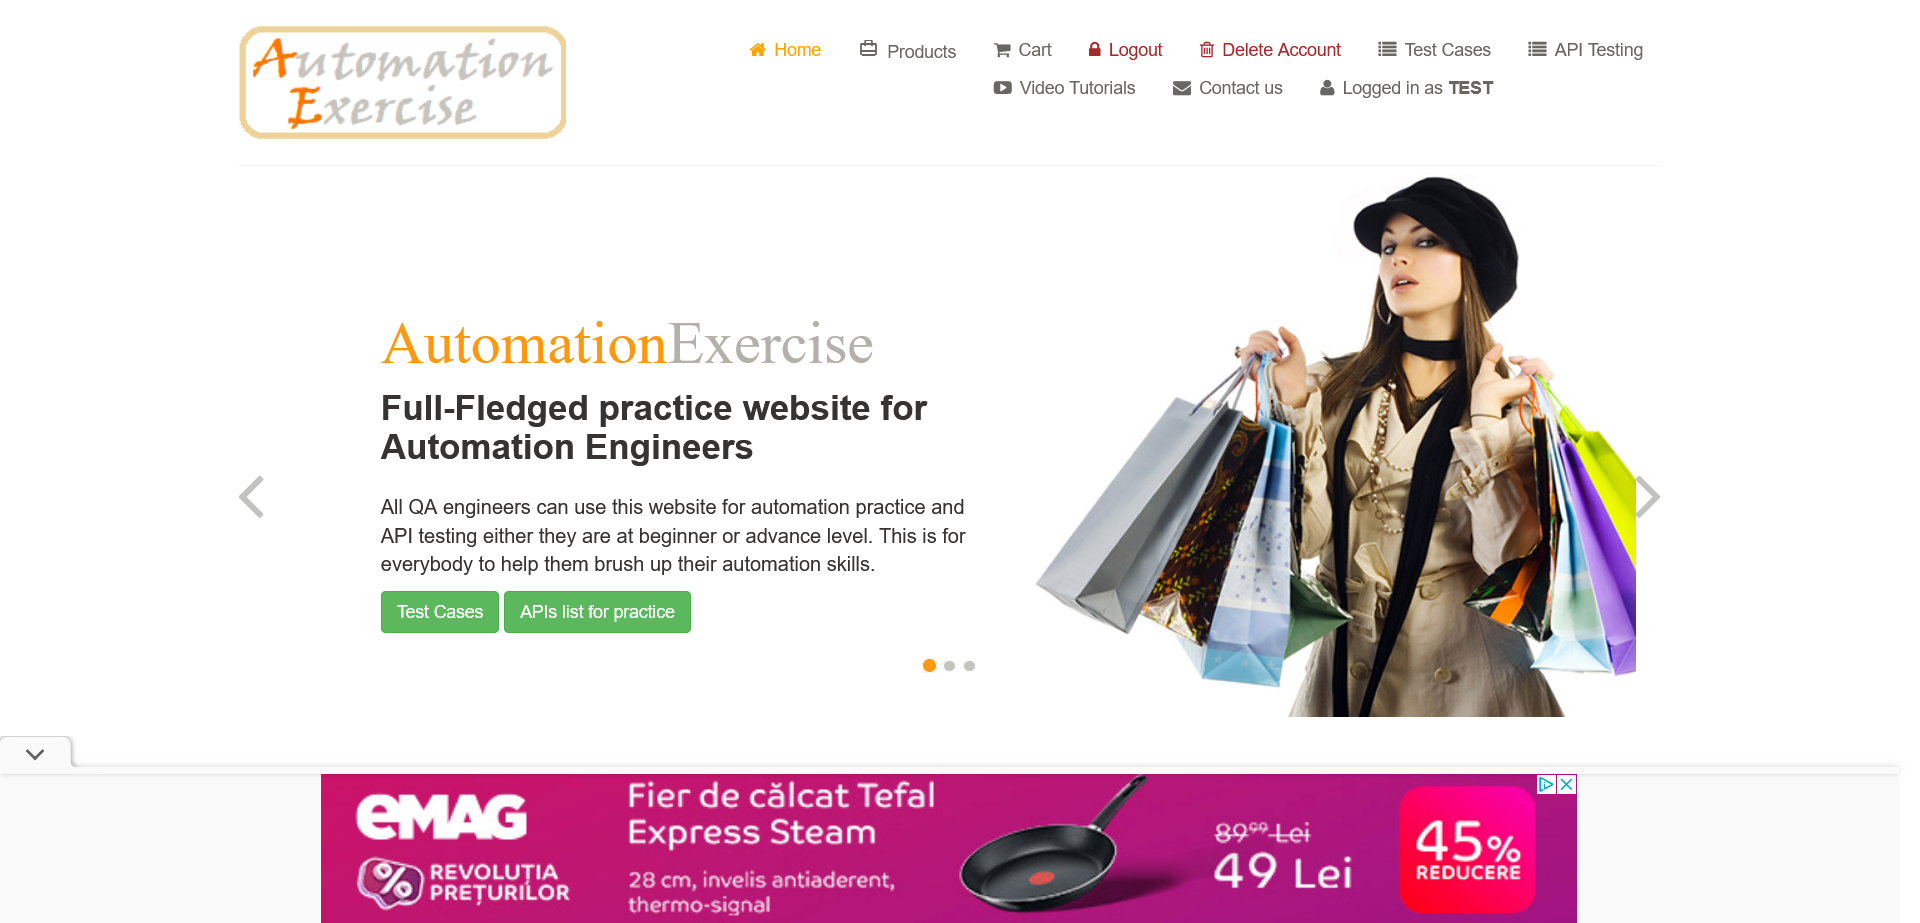 Automation
Exercise
Home Products Cart Logout Delete Account Test Cases API Testing
Video Tutorials Contact us Logged in as TEST
AutomationExercise
Full-Fledged practice website for
Automation Engineers
All QA engineers can use this website for automation practice and
API testing either they are at beginner or advance level. This is for
everybody to help them brush up their automation skills.
Test Cases APIs list for practice
eMAG
REVOLUȚIA
PREȚURILOR
Fier de călcat Tefal
Express Steam
28 cm, invelis antiaderent,
thermo-signal
89⁹⁹ Lei
49 Lei
45%
REDUCERE